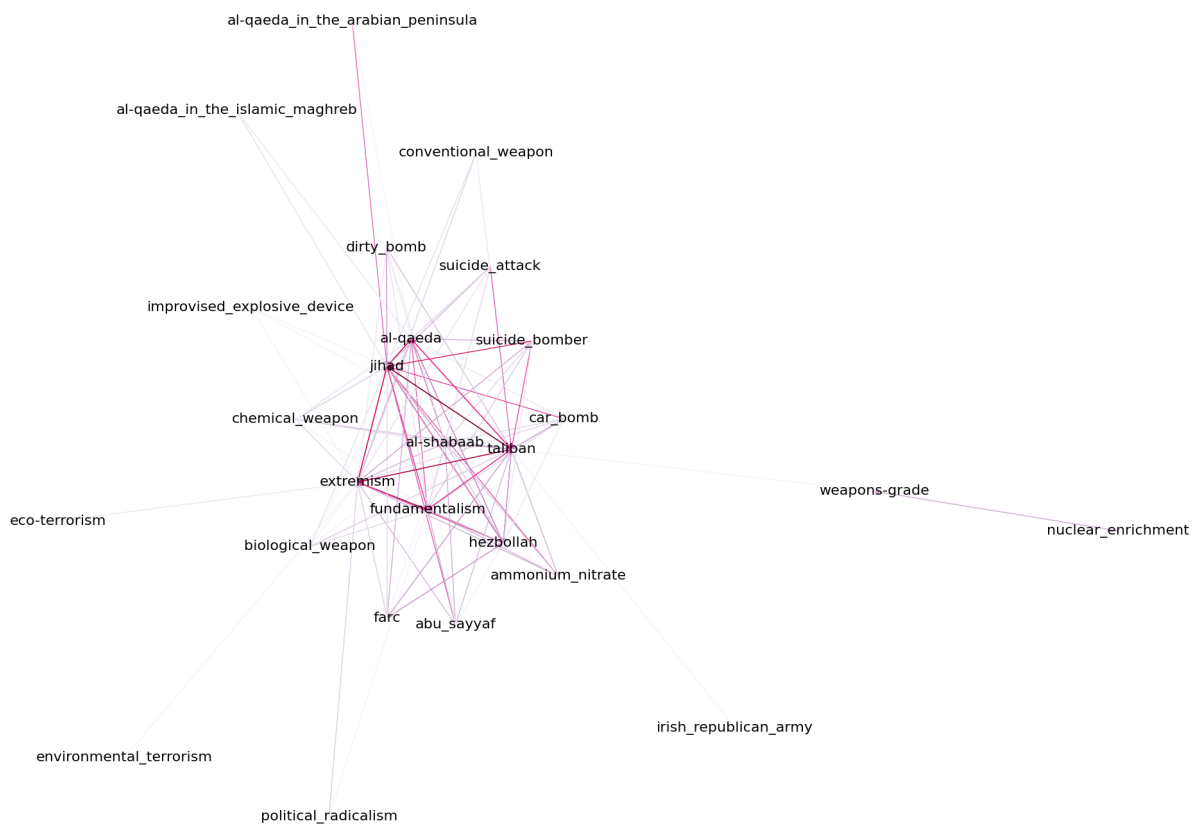 al-qaeda_in_the_arabian_peninsula
al-qaeda_in_the_islamic_maghreb
conventional_weapon
dirty_bomb
suicide_attack
improvised_explosive_device
al-qaeda
suicide_bomber
jihad
chemical_weapon
car_bomb
al-shabaab
taliban
extremism
weapons-grade
fundamentalism
eco-terrorism
nuclear_enrichment
hezbollah
biological_weapon
ammonium_nitrate
farc
abu_sayyaf
irish_republican_army
environmental_terrorism
political_radicalism